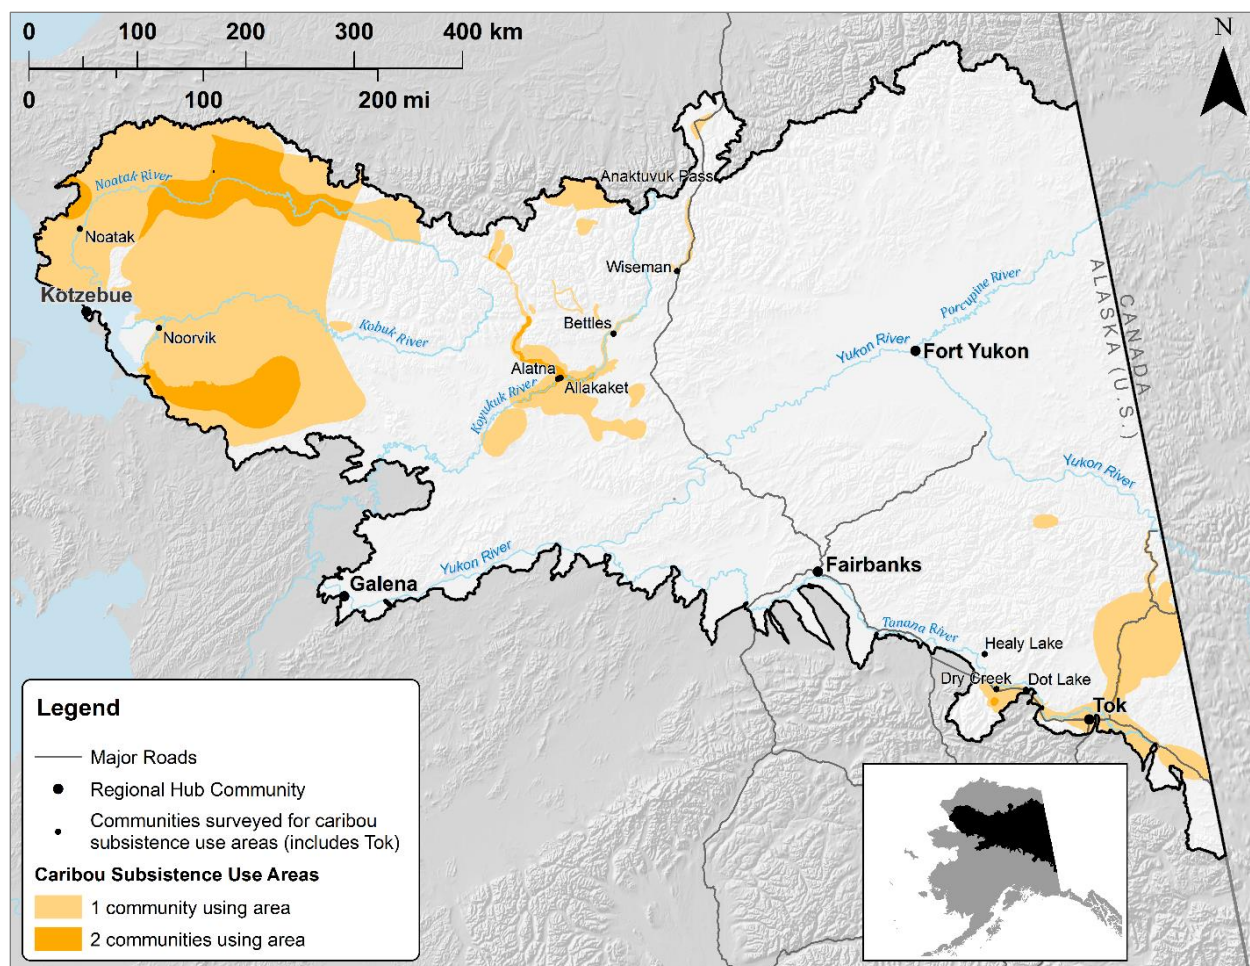 0 100 200 300 400 km
0 100 200 mi
N
Noatak River
Anaktuvuk Pass
Noatak
Wiseman
Kotzebue
Porcupine River
CANADA
ALASKA (U.S.)
Noorvik
Kobuk River
Bettles
Yukon River
Fort Yukon
Alatna
Allakaket
Koyukuk River
Yukon River
Yukon River
Fairbanks
Galena
Tanana River
Healy Lake
Dry Creek
Dot Lake
Tok
Legend
Major Roads
Regional Hub Community
Communities surveyed for caribou
subsistence use areas (includes Tok)
Caribou Subsistence Use Areas
1 community using area
2 communities using area